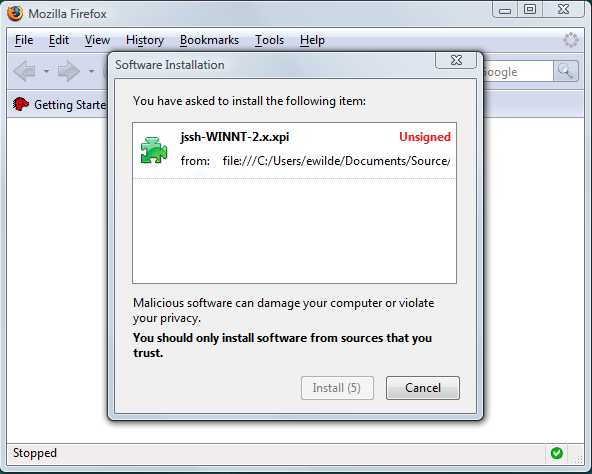 Mozilla Firefox
File Edit View History Bookmarks Tools Help
Software Installation
Google
Getting Starte
You have asked to install the following item:
jssh-WINNT-2.x.xpi Unsigned
from: file:///C:/Users/ewilde/Documents/Source/
Malicious software can damage your computer or violate
your privacy.
You should only install software from sources that you
trust.
Install (5) Cancel
Stopped